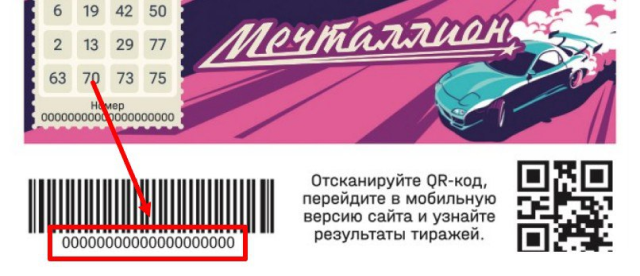 6 19 42 50
2 13 29 77
63 70 73 75
Номер
00000000000000000000
Мечталлион
Отсканируйте QR-код,
перейдите в мобильную
версию сайта и узнайте
результаты тиражей.
00000000000000000000